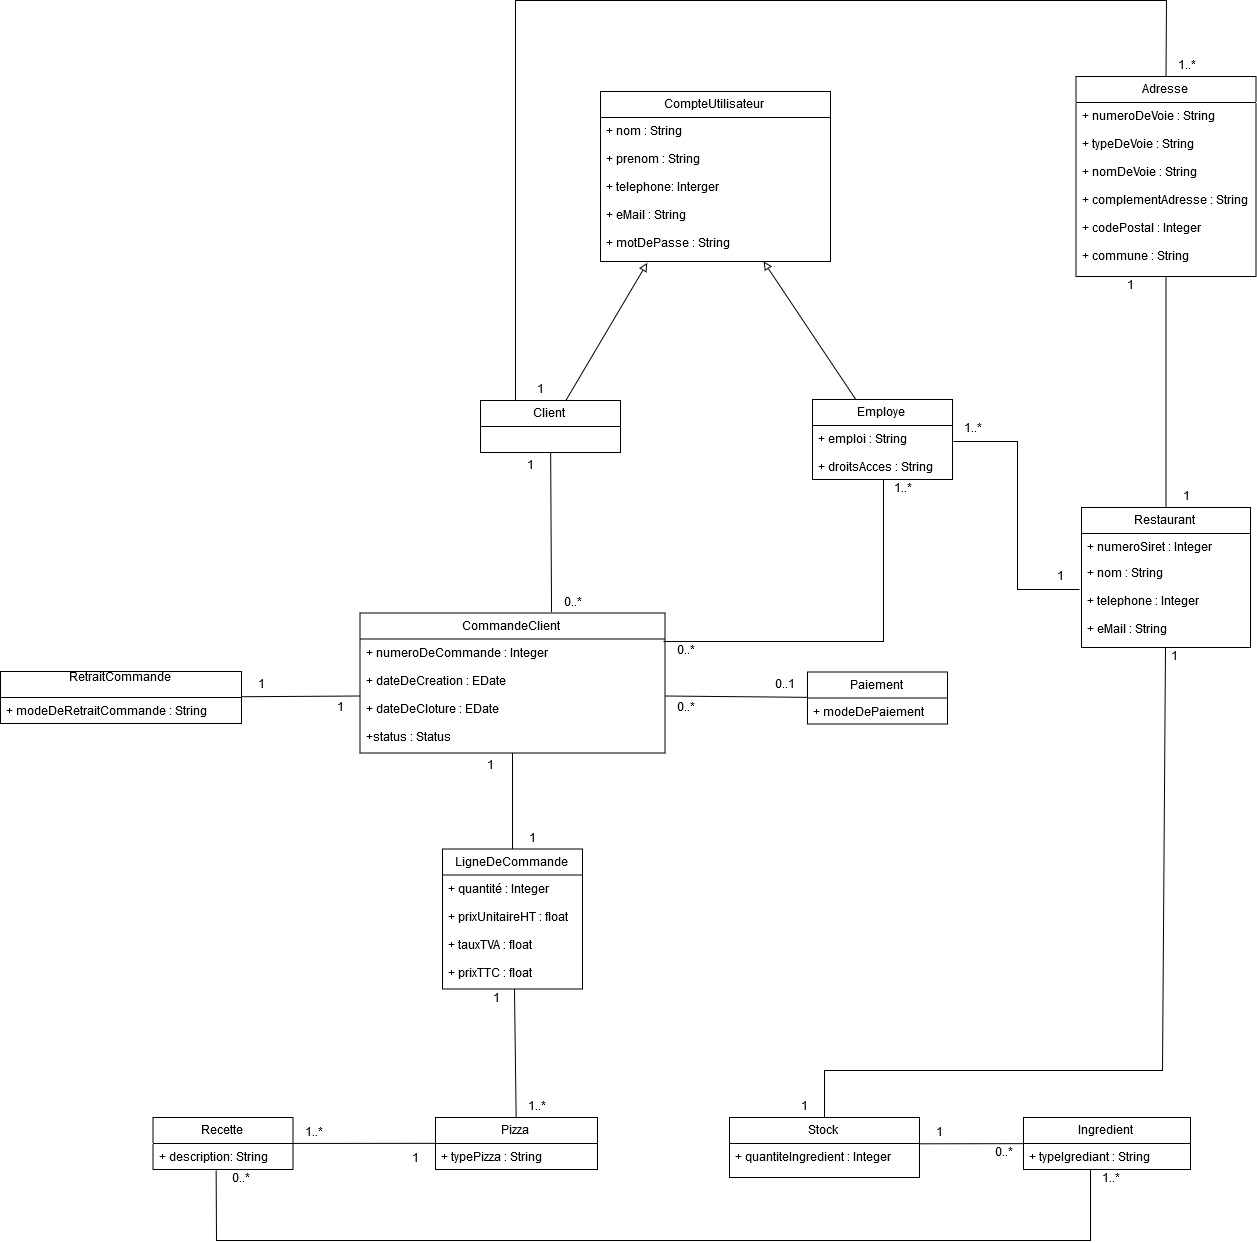 1..*
Adresse
+ numeroDeVoie : String
+ typeDeVoie : String
+ nomDeVoie : String
+ complementAdresse : String
+ codePostal : Integer
+ commune : String
1
CompteUtilisateur
+ nom : String
+ prenom : String
+ telephone: Interger
+ eMail : String
+ motDePasse : String
1
Client
1
Employe
+ emploi : String
+ droitsAcces : String
1..*
1..*
1
Restaurant
+ numeroSiret : Integer
+ nom : String
+ telephone : Integer
+ eMail : String
1
1
0..*
CommandeClient
+ numeroDeCommande : Integer
+ dateDeCreation : EDate
+ dateDeCloture : EDate
+status : Status
0..*
RetraitCommande
+ modeDeRetraitCommande : String
1
1
0..1
0..*
Paiement
+ modeDePaiement
1
1
LigneDeCommande
+ quantité : Integer
+ prixUnitaireHT : float
+ tauxTVA : float
+ prixTTC : float
1
1..*
Recette
+ description: String
1..*
1
0..*
Pizza
+ typePizza : String
1
Stock
+ quantiteIngredient : Integer
1
0..*
Ingredient
+ typeIgrediant : String
1..*